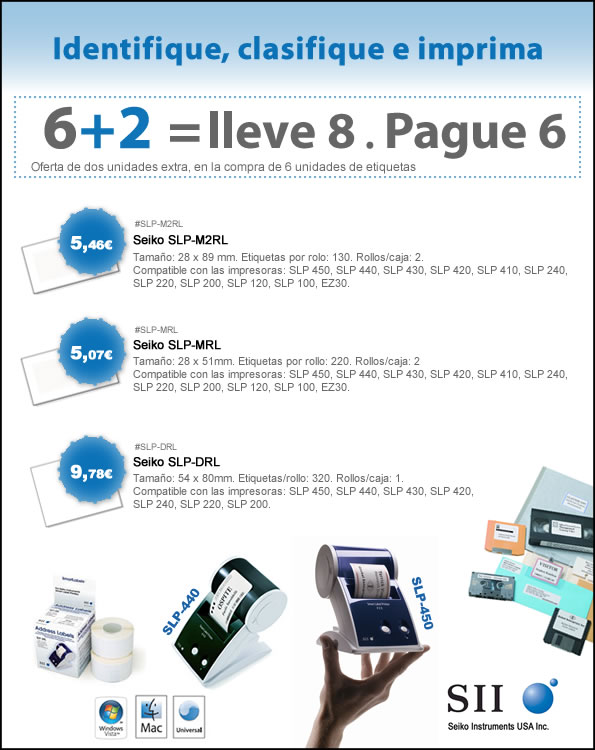 Identifique, clasifique e imprima
6+2 = lleve 8 . Pague 6
Oferta de dos unidades extra, en la compra de 6 unidades de etiquetas
#SLP-M2RL
5,46€
Seiko SLP-M2RL
Tamaño: 28 x 89 mm. Etiquetas por rolo: 130. Rollos/caja: 2.
Compatible con las impresoras: SLP 450, SLP 440, SLP 430, SLP 420, SLP 410, SLP 240,
SLP 220, SLP 200, SLP 120, SLP 100, EZ30.
#SLP-MRL
5,07€
Seiko SLP-MRL
Tamaño: 28 x 51mm. Etiquetas por rollo: 220. Rollos/caja: 2
Compatible con las impresoras: SLP 450, SLP 440, SLP 430, SLP 420, SLP 410, SLP 240,
SLP 220, SLP 200, SLP 120, SLP 100, EZ30.
#SLP-DRL
9,78€
Seiko SLP-DRL
Tamaño: 54 x 80mm. Etiquetas/rollo: 320. Rollos/caja: 1.
Compatible con las impresoras: SLP 450, SLP 440, SLP 430, SLP 420,
SLP 240, SLP 220, SLP 200.
SmartLabels
Address Labels
SII
SLP-440
OSPITE
SLP-450
VISITOR
Windows
Vista™
Mac
Universal
SII
Seiko Instruments USA Inc.